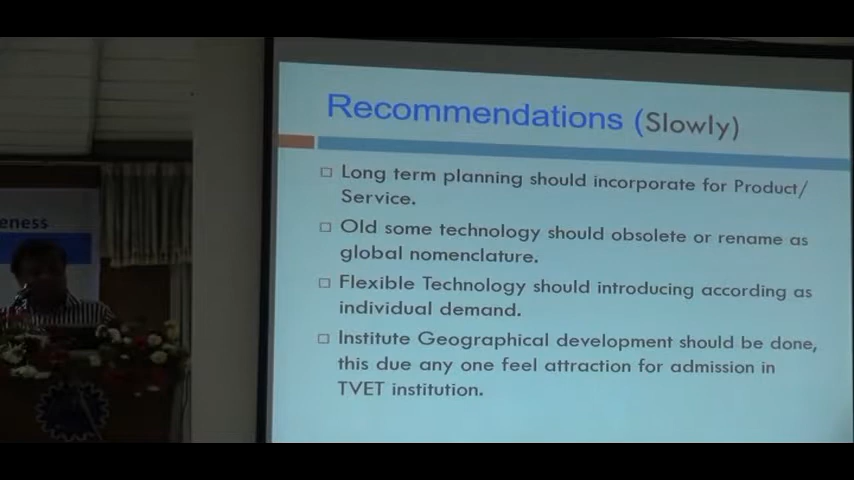 Recommendations (Slowly)
Long term planning should incorporate for Product/
Service.
Old some technology should obsolete or rename as
global nomenclature.
Flexible Technology should introducing according as
individual demand.
Institute Geographical development should be done,
this due any one feel attraction for admission in
TVET institution.
eness